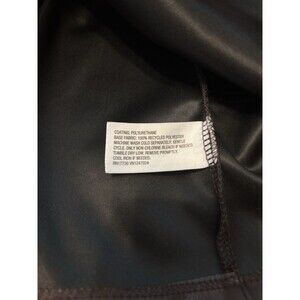 COATING: POLYURETHANE
BASE FABRIC: 100% RECYCLED POLYESTER
MACHINE WASH COLD SEPARATELY, GENTLE
CYCLE. ONLY NON-CHLORINE BLEACH IF NEEDED.
TUMBLE DRY LOW. REMOVE PROMPTLY.
COOL IRON IF NEEDED.